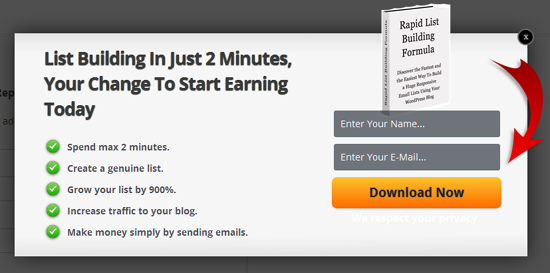 List Building In Just 2 Minutes,
Your Change To Start Earning
Today
Spend max 2 minutes.
Create a genuine list.
Grow your list by 900%.
Increase traffic to your blog.
Make money simply by sending emails.
Rapid List
Building
Formula
Discover the Fastest and
the Easiest Way To Build
a Huge Responsive
Email Lists Using Your
WordPress Blog
Rapid List Building Formula
x
Enter Your Name...
Enter Your E-Mail...
Download Now
We respect your privacy